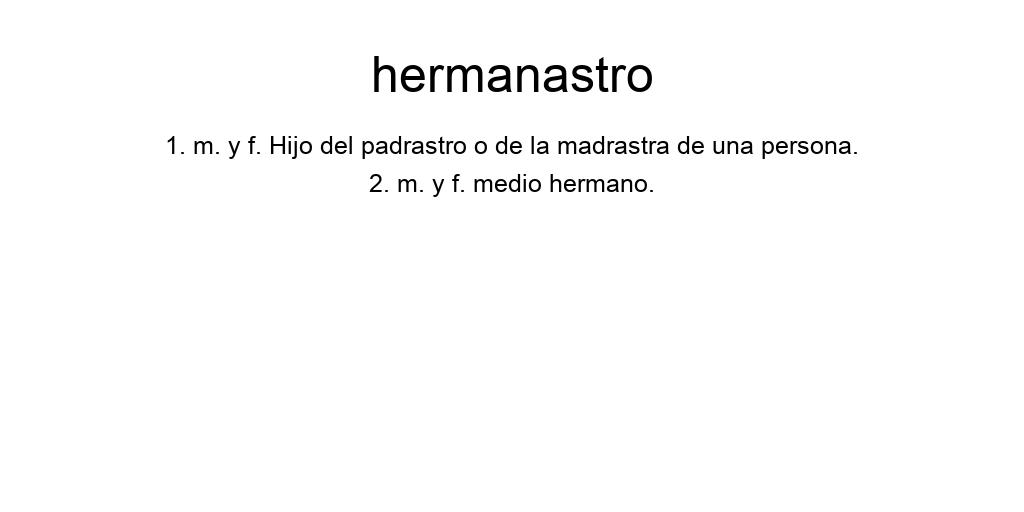 hermanastro
1. m. y f. Hijo del padrastro o de la madrastra de una persona.
2. m. y f. medio hermano.